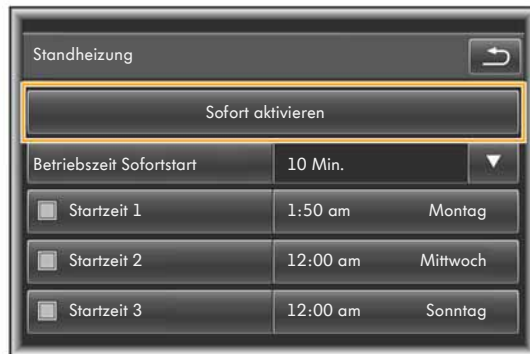 Standheizung
Sofort aktivieren
Betriebszeit Sofortstart 10 Min.
Startzeit 1 1:50 am Montag
Startzeit 2 12:00 am Mittwoch
Startzeit 3 12:00 am Sonntag